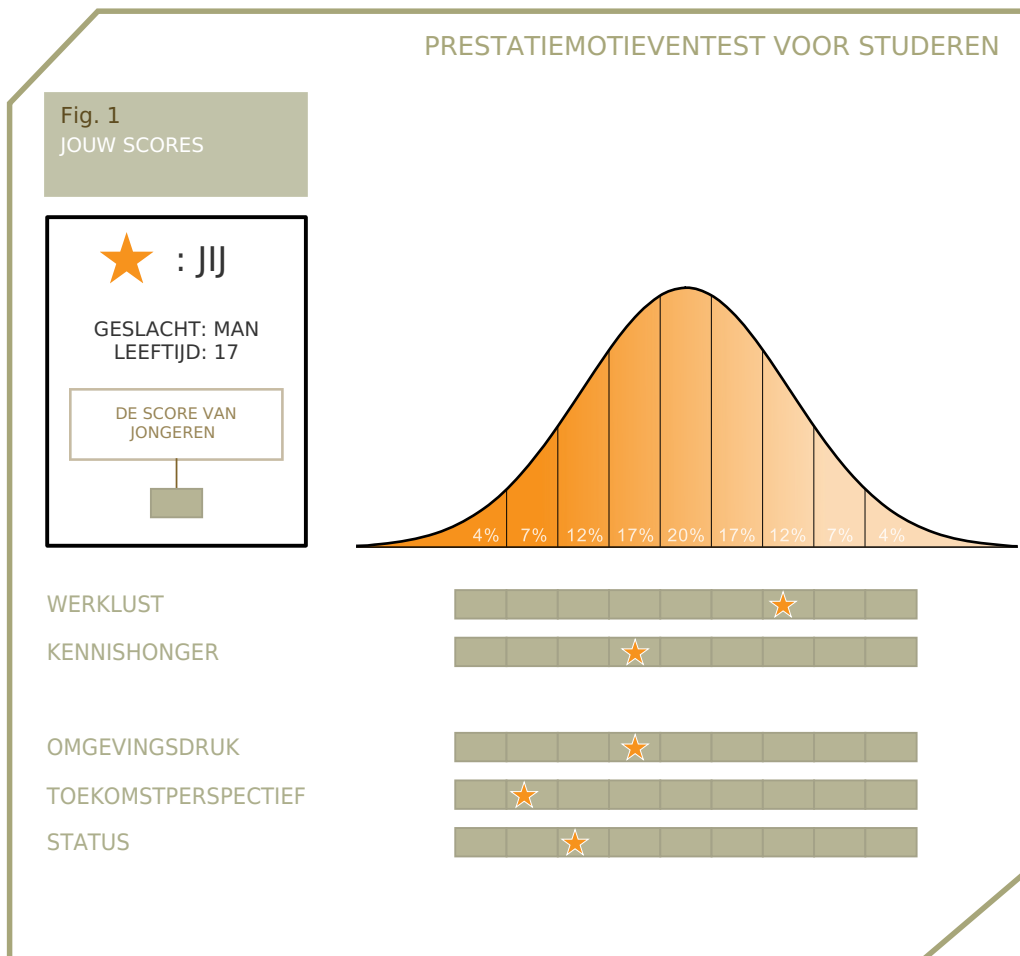 PRESTATIEMOTIEVENTEST VOOR STUDEREN
Fig. 1
JOUW SCORES
: JIJ
GESLACHT: MAN
LEEFTIJD: 17
DE SCORE VAN
JONGEREN
4% 7% 12% 17% 20% 17% 12% 7% 4%
WERKLUST
KENNISHONGER
OMGEVINGSDRUK
TOEKOMSTPERSPECTIEF
STATUS